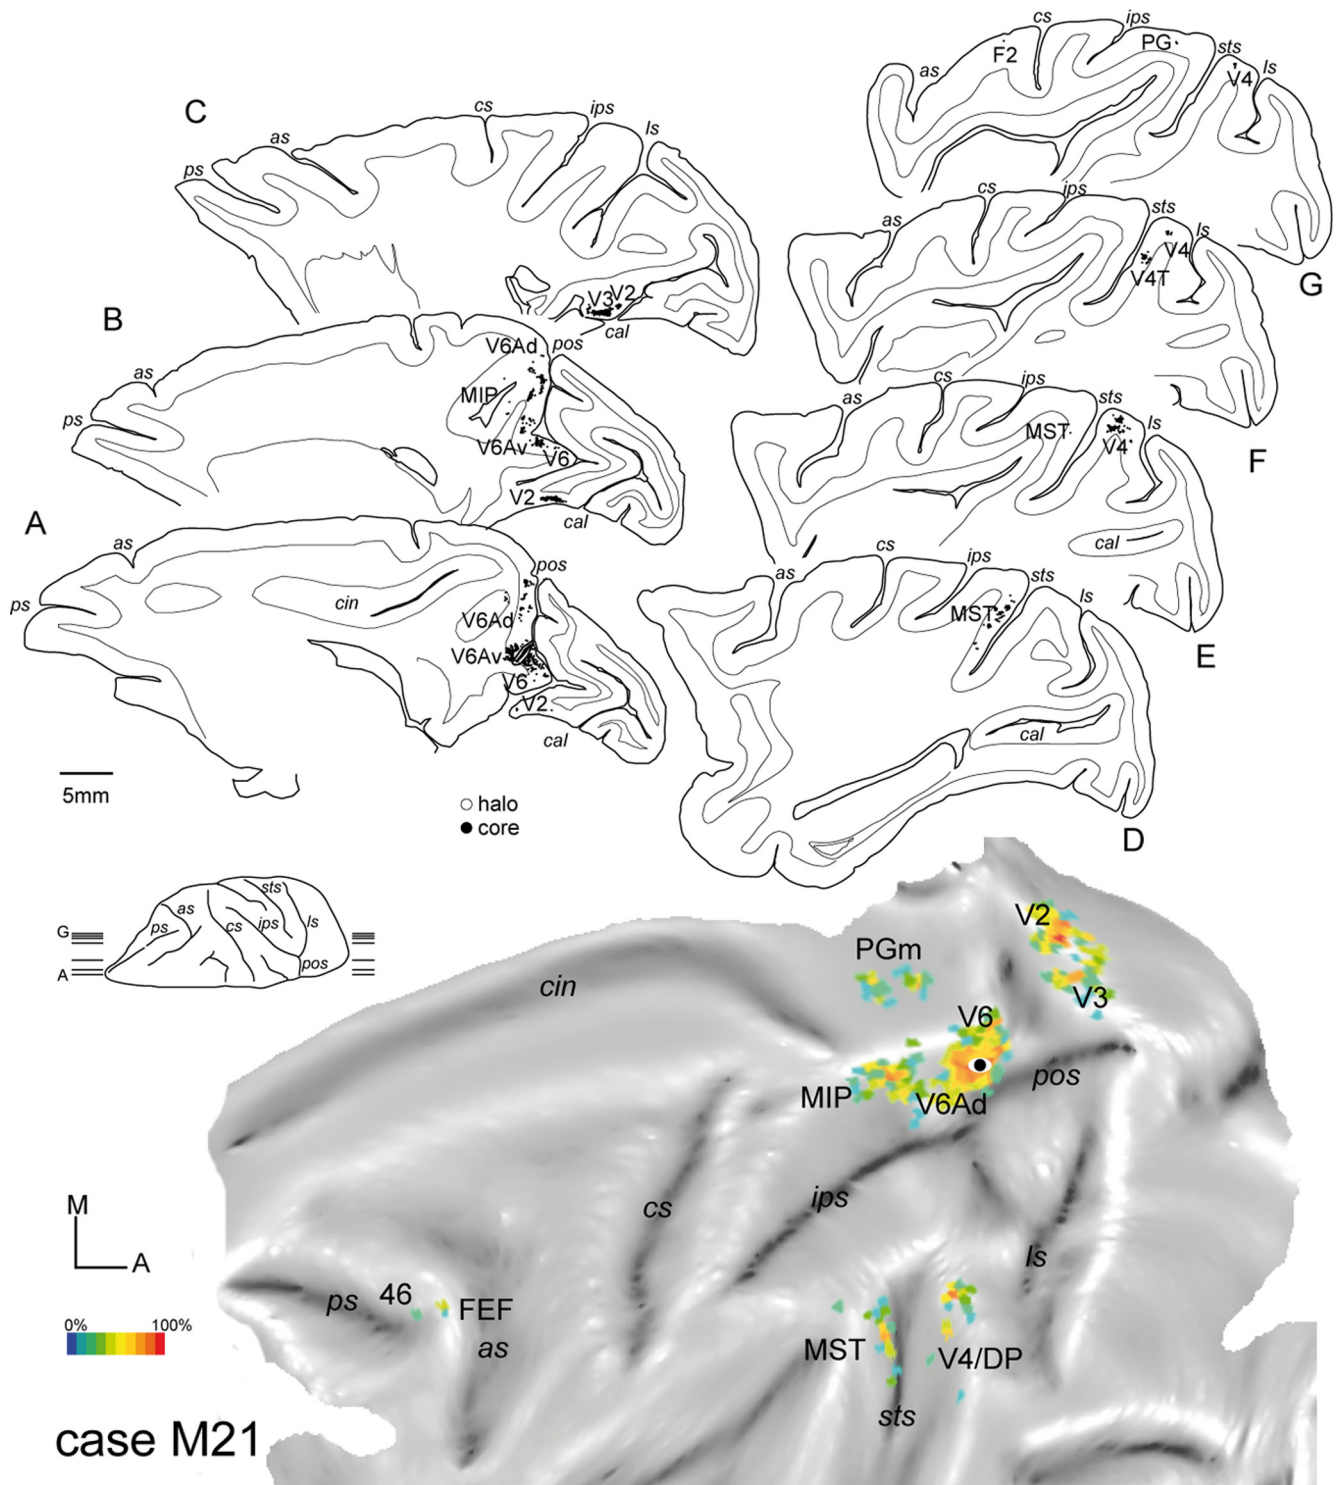 C
ps
as
cs
ips
ls
V3
V2
cal
B
ps
as
V6Ad
pos
MIP
V6Av
V6
V2
cal
A
ps
as
cin
pos
V6Ad
V6Av
V6
V2
cal
5mm
halo
core
as
F2
cs
ips
PG
sts
V4
ls
G
as
cs
ips
sts
V4
ls
V4T
F
as
cs
ips
MST
sts
V4
ls
cal
E
as
cs
ips
MST
sts
ls
cal
D
G
A
ps
as
cs
ips
sts
ls
pos
cin
PGm
V2
V3
V6
MIP
V6Ad
pos
cs
ips
ls
ps
46
FEF
as
MST
V4/DP
sts
M
A
0% 100%
case M21